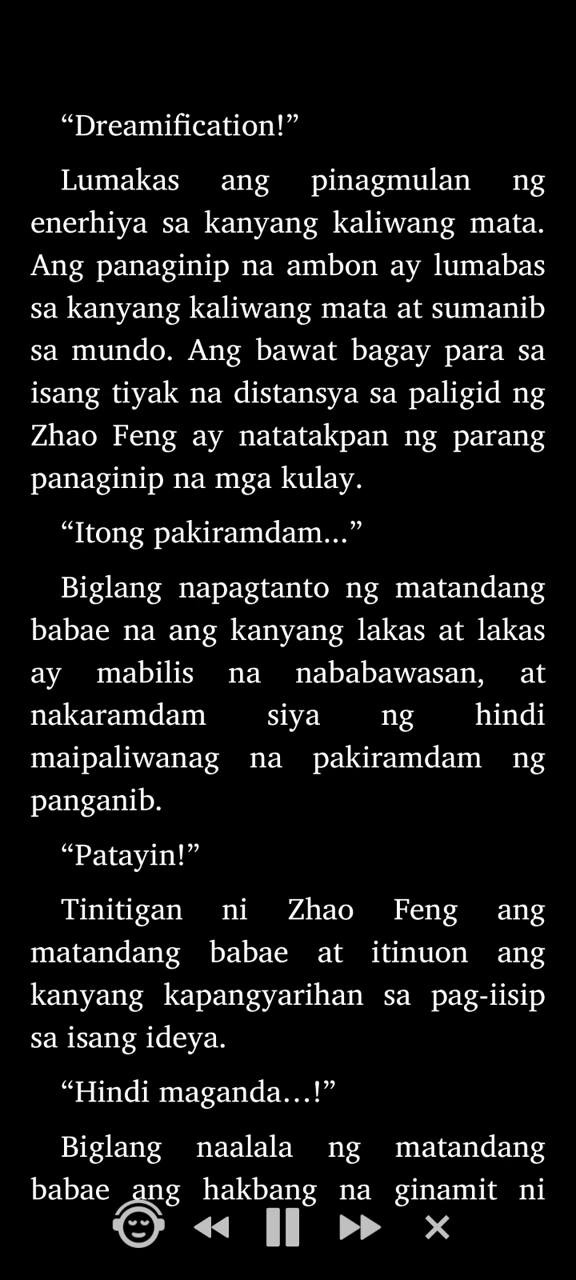 “Dreamification!”
Lumakas ang pinagmulan ng
enerhiya sa kanyang kaliwang mata.
Ang panaginip na ambon ay lumabas
sa kanyang kaliwang mata at sumanib
sa mundo. Ang bawat bagay para sa
isang tiyak na distansya sa paligid ng
Zhao Feng ay natatakpan ng parang
panaginip na mga kulay.
“Itong pakiramdam...”
Biglang napagtanto ng matandang
babae na ang kanyang lakas at lakas
ay mabilis na nababawasan, at
nakaramdam siya ng hindi
maipaliwanag na pakiramdam ng
panganib.
“Patayin!”
Tinitigan ni Zhao Feng ang
matandang babae at itinuon ang
kanyang kapangyarihan sa pag-iisip
sa isang ideya.
“Hindi maganda…!”
Biglang naalala ng matandang
babae ang hakbang na ginamit ni